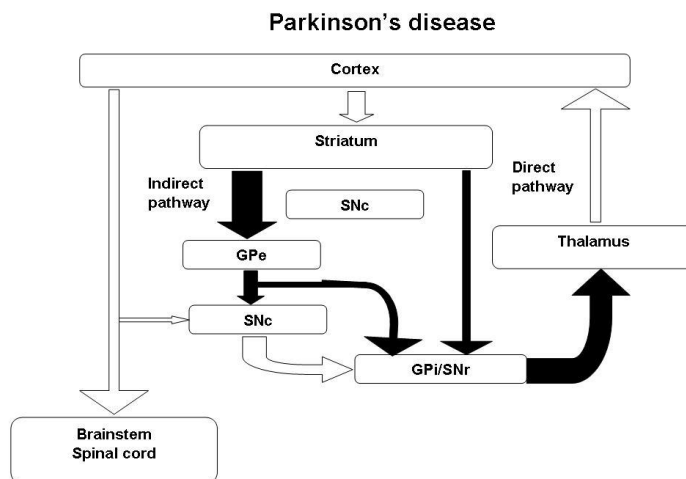 Parkinson's disease
Cortex
Striatum
Indirect
pathway
Direct
pathway
SNc
Thalamus
GPe
SNc
GPi/SNr
Brainstem
Spinal cord